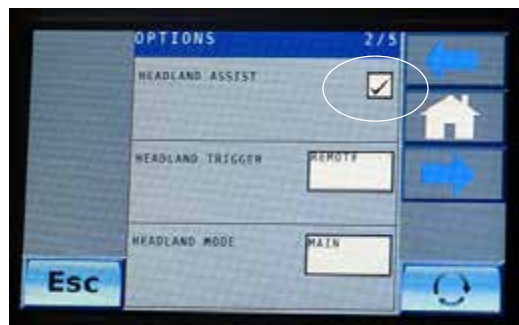 OPTIONS 2/5
HEADLAND ASSIST
HEADLAND TRIGGER REMOTE
HEADLAND MODE MAIN
Esc